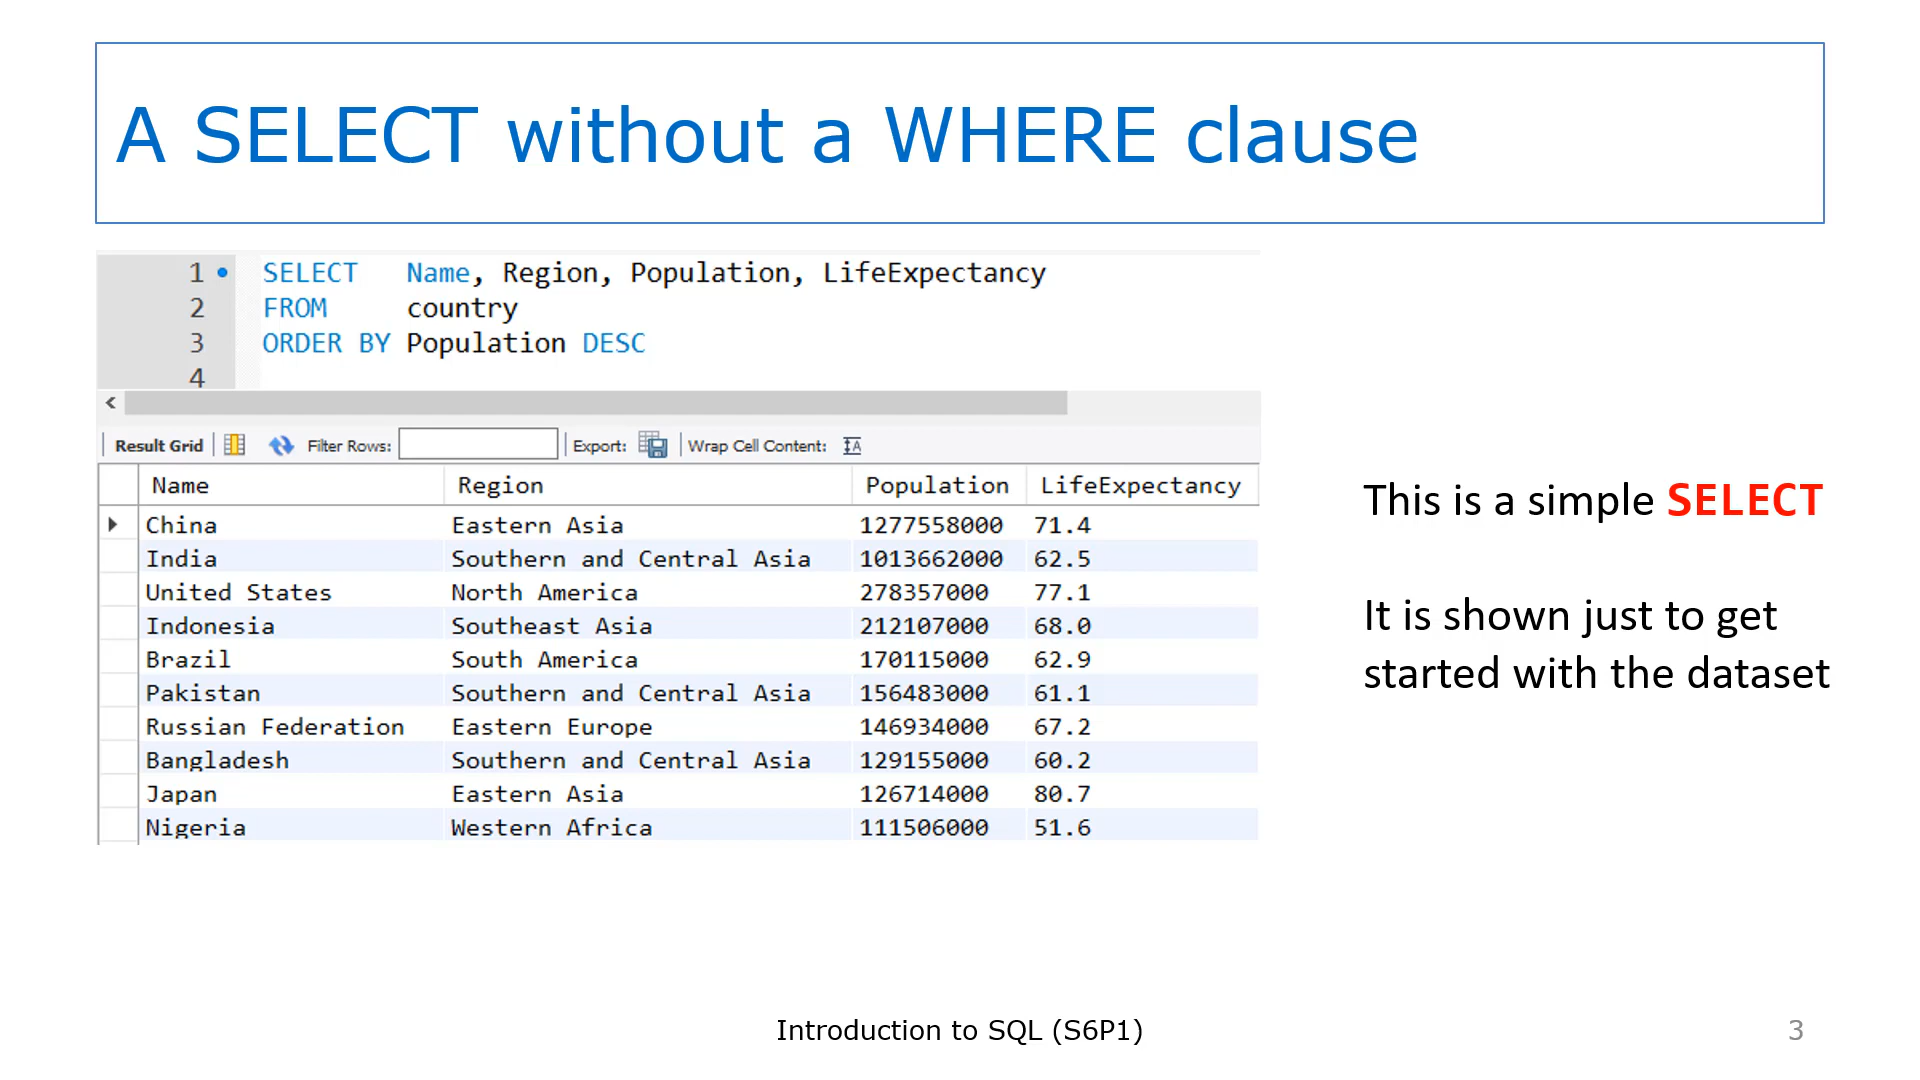 A SELECT without a WHERE clause
1 SELECT Name, Region, Population, LifeExpectancy
2 FROM country
3 ORDER BY Population DESC
4
Result Grid Filter Rows: Export: Wrap Cell Content:
Name Region Population LifeExpectancy
China Eastern Asia 1277558000 71.4
India Southern and Central Asia 1013662000 62.5
United States North America 278357000 77.1
Indonesia Southeast Asia 212107000 68.0
Brazil South America 170115000 62.9
Pakistan Southern and Central Asia 156483000 61.1
Russian Federation Eastern Europe 146934000 67.2
Bangladesh Southern and Central Asia 129155000 60.2
Japan Eastern Asia 126714000 80.7
Nigeria Western Africa 111506000 51.6
This is a simple SELECT
It is shown just to get
started with the dataset
Introduction to SQL (S6P1)
3